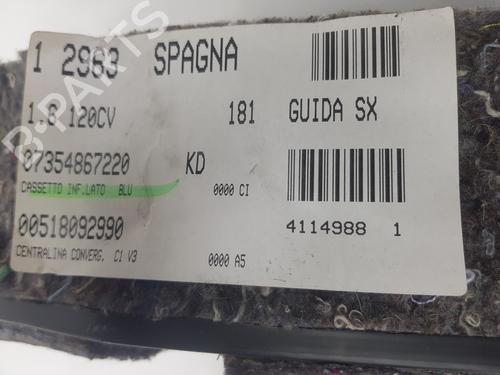 1 2963 SPAGNA
1.6 120CV 181 GUIDA SX
07354867220 KD
CASSETTO INF.LATO BLU 0000 CI
00518092990 4114988 1
CENTRALINA CONVERG. C1 V3 0000 A5
B-PARTS